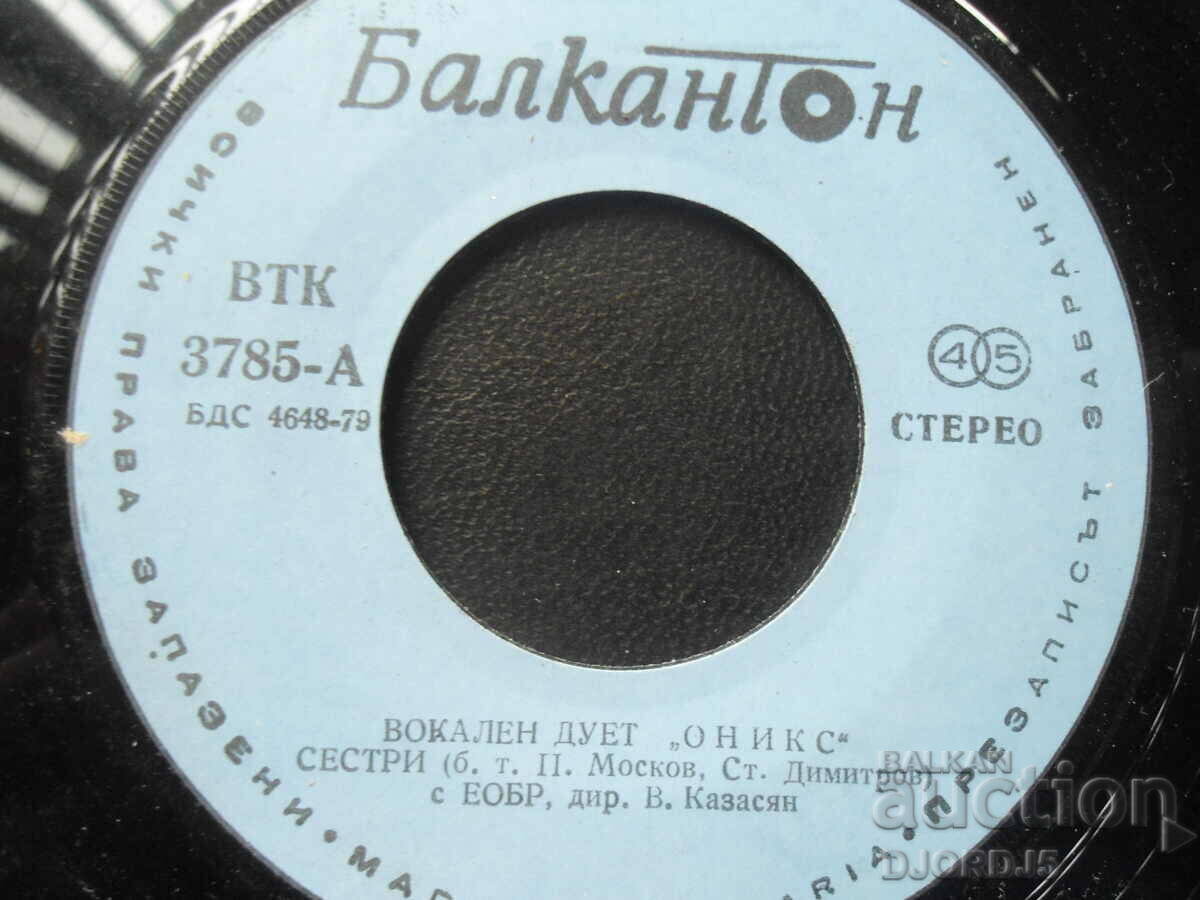 Балкантон
ВСИЧКИ ПРАВА ЗАПАЗЕНИ •
ПРЕЗАПИСЪТ ЗАБРАНЕН
ВТК
3785-А
БДС 4648-79
45
СТЕРЕО
ВОКАЛЕН ДУЕТ „ОНИКС“
СЕСТРИ (б. т. П. Москов, Ст. Димитров),
с ЕОБР, дир. В. Казасян
BALKAN
auction
DJORDJ5